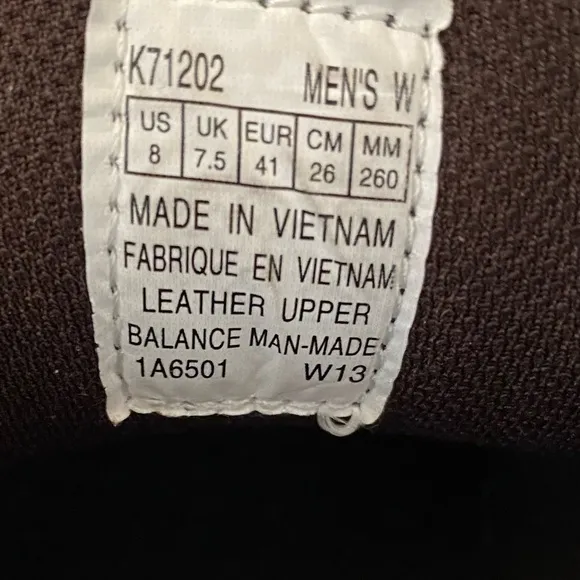 K71202 MEN'S W
US UK EUR CM MM
8 7.5 41 26 260
MADE IN VIETNAM
FABRIQUE EN VIETNAM
LEATHER UPPER
BALANCE MAN-MADE
1A6501 W13